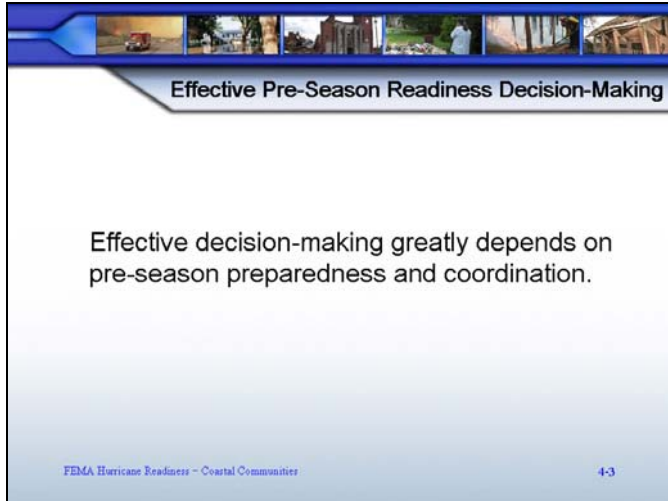 Effective Pre-Season Readiness Decision-Making
Effective decision-making greatly depends on
pre-season preparedness and coordination.
FEMA Hurricane Readiness – Coastal Communities
4-3